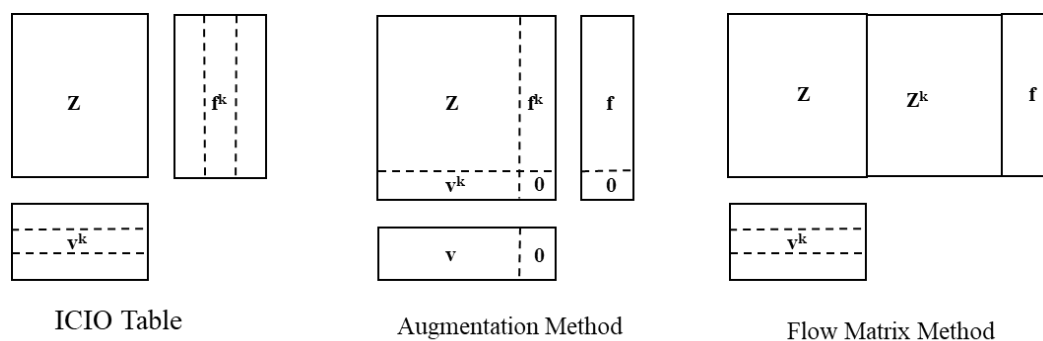 Z
f^k
v^k
ICIO Table
Z
f^k
f
v^k
0
0
v
0
Augmentation Method
Z
Z^k
f
v^k
Flow Matrix Method